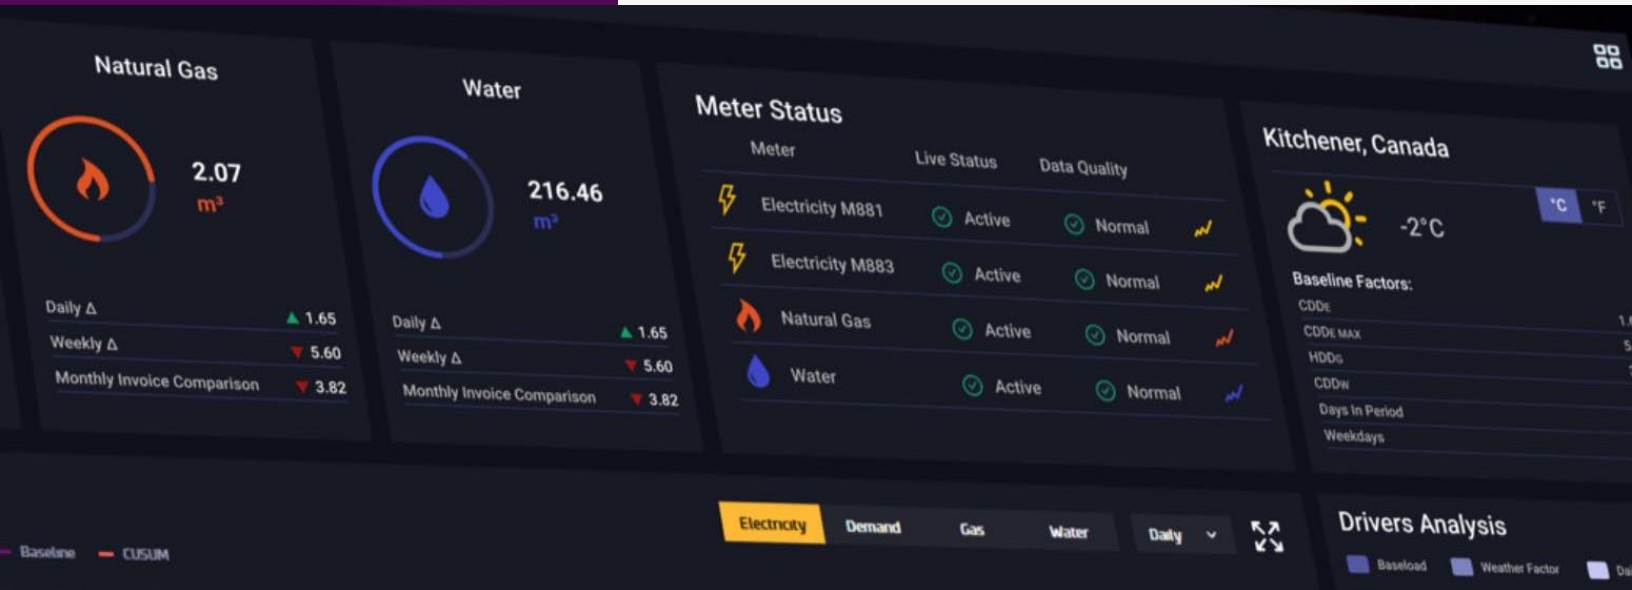 Natural Gas
2.07
m³
Daily Δ ▲ 1.65
Weekly Δ ▼ 5.60
Monthly Invoice Comparison ▼ 3.82
Water
216.46
m³
Daily Δ ▲ 1.65
Weekly Δ ▼ 5.60
Monthly Invoice Comparison ▼ 3.82
Meter Status
Meter Live Status Data Quality
Electricity M881 Active Normal
Electricity M883 Active Normal
Natural Gas Active Normal
Water Active Normal
Kitchener, Canada
-2°C
°C °F
Baseline Factors:
CDDE
CDDE MAX
HDDG
CDDW
Days In Period
Weekdays
Baseline CUSUM
Electricity Demand Gas Water Daily
Drivers Analysis
Baseload Weather Factor